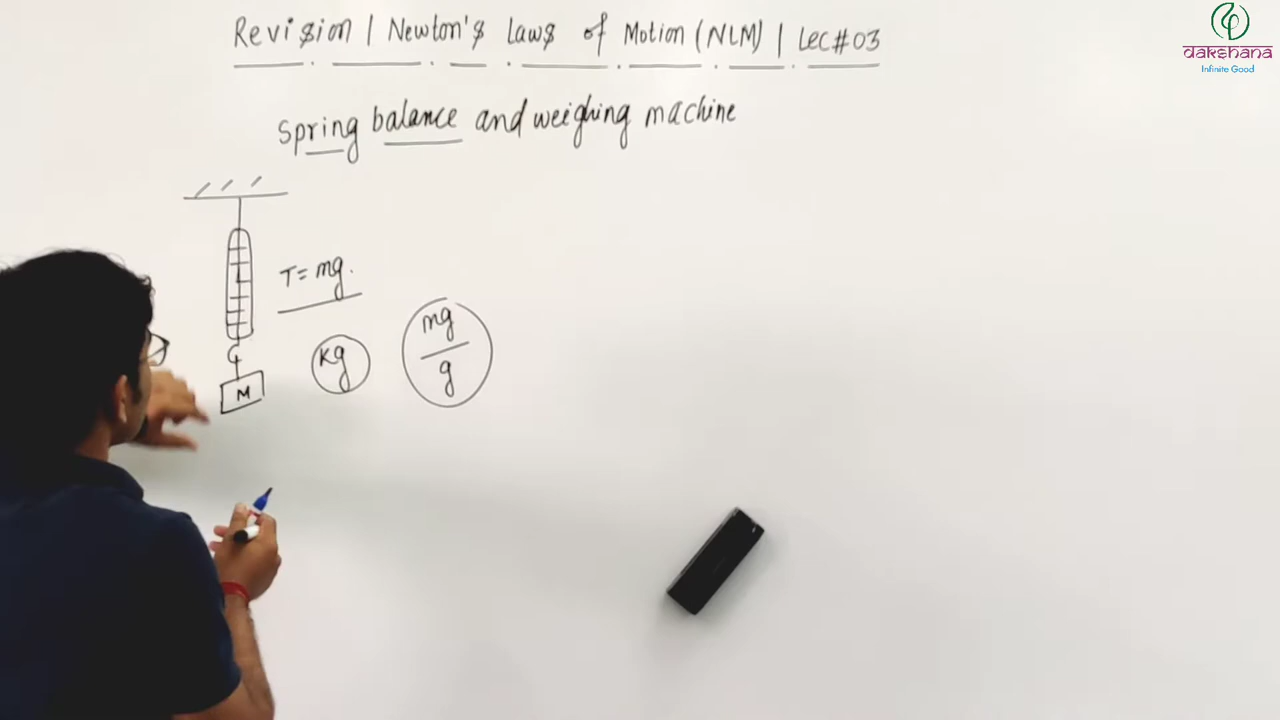 Revision | Newton's Laws of Motion (NLM) | Lec#03
dakshana
Infinite Good
Spring balance and weighing machine
T = mg.
kg
mg
g
M